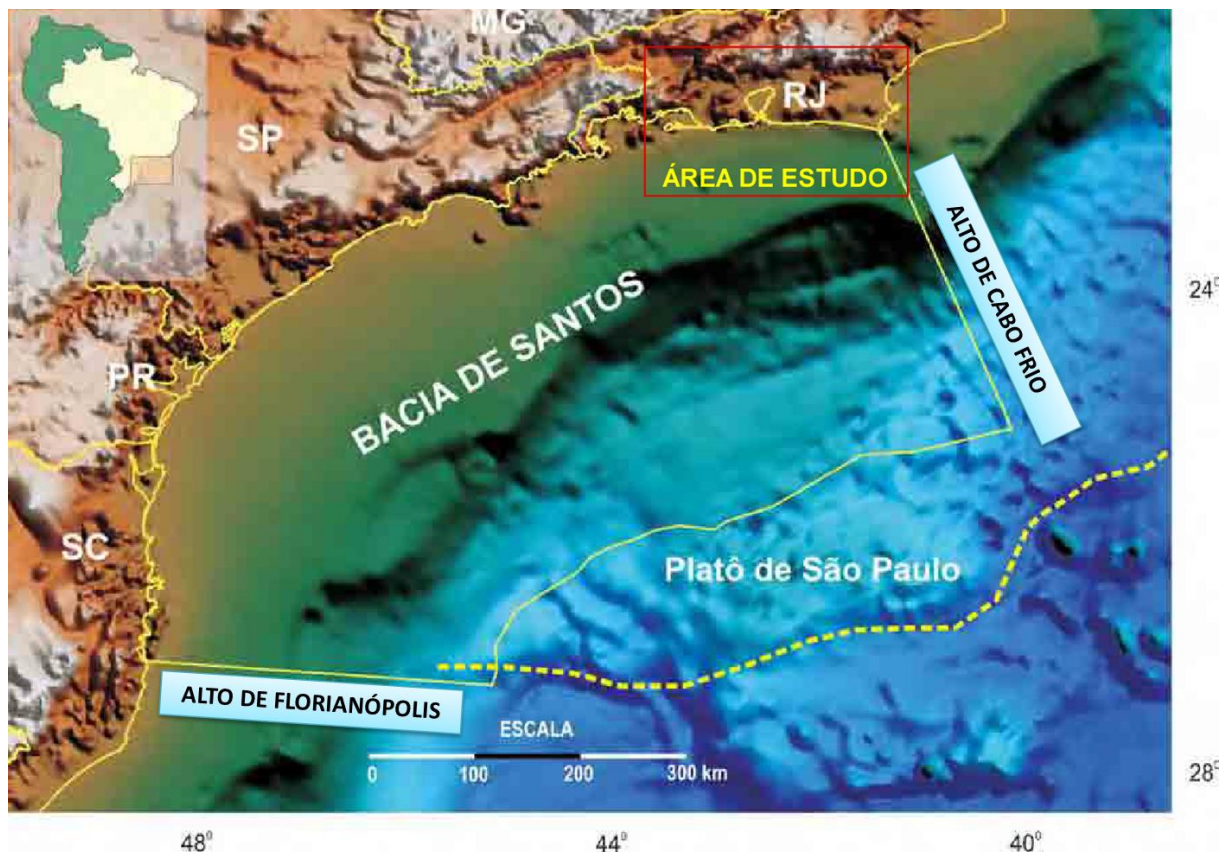 MG
SP
RJ
ÁREA DE ESTUDO
ALTO DE CABO FRIO
24°
BACIA DE SANTOS
PR
SC
Platô de São Paulo
ALTO DE FLORIANÓPOLIS
ESCALA
0 100 200 300 km
28°
48° 44° 40°